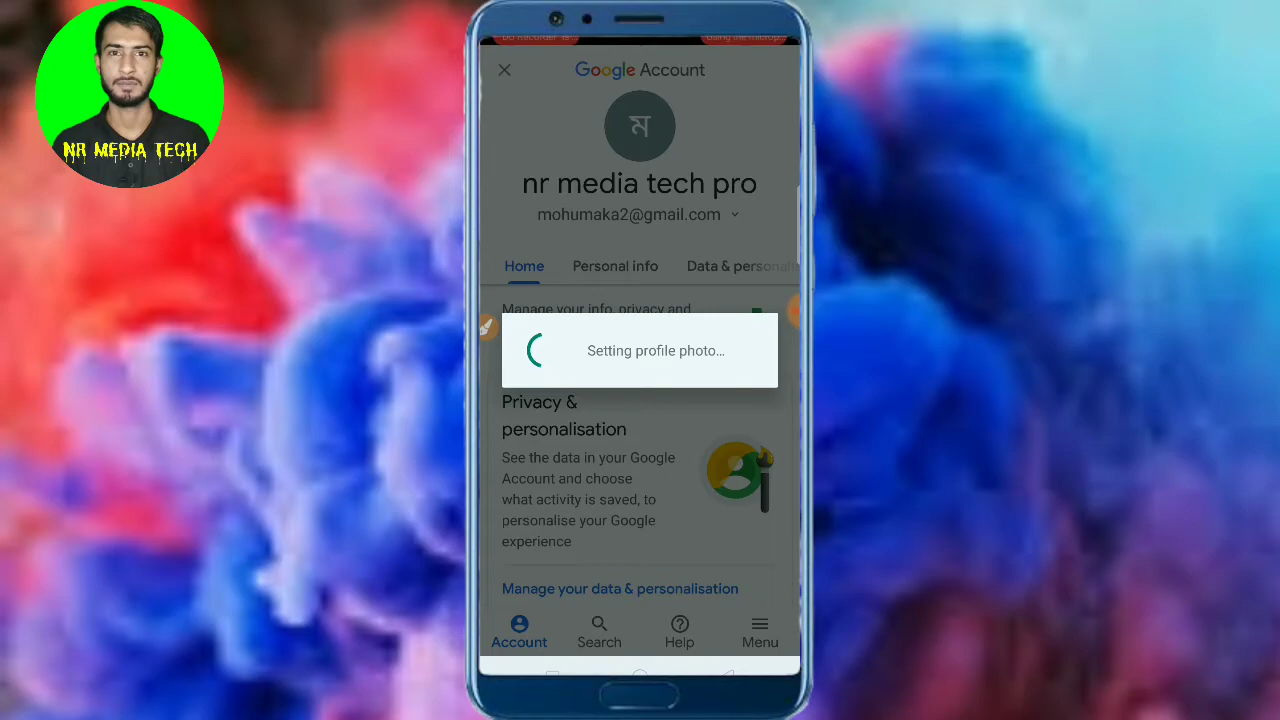 NR MEDIA TECH
Google Account
ম
nr media tech pro
mohumaka2@gmail.com
Home Personal info Data & personalis
Manage your info, privacy and
Setting profile photo...
Privacy &
personalisation
See the data in your Google
Account and choose
what activity is saved, to
personalise your Google
experience
Manage your data & personalisation
Account Search Help Menu